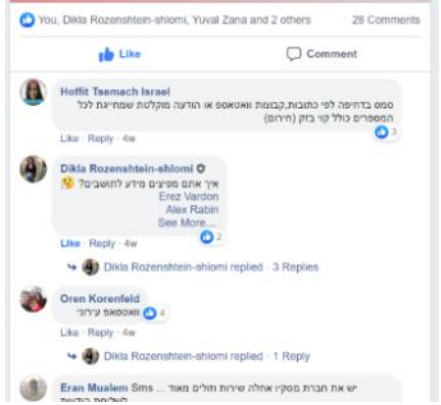 You, Dikla Rozenshtein-shlomi, Yuval Zana and 2 others 28 Comments
Like Comment
Hoffit Tsemach Israel
סמס בדחיפה לפי כתובות,קבוצות וואטאספ או הודעה מוקלטת שמחייגת לכל
המספרים כולל קווי בזק (חירום)
3
Like · Reply · 4w
Dikla Rozenshtein-shlomi
איך אתם מפיצים מידע לתושבים? 🤔
Erez Vardon
Alex Rabin
See More...
2
Like · Reply · 4w
Dikla Rozenshtein-shlomi replied · 3 Replies
Oren Korenfeld
וואטסאפ עירוני
4
Like · Reply · 4w
Dikla Rozenshtein-shlomi replied · 1 Reply
Eran Mualem Sms ... יש את חברת מסקיו אחלה שירות וזולים מאוד